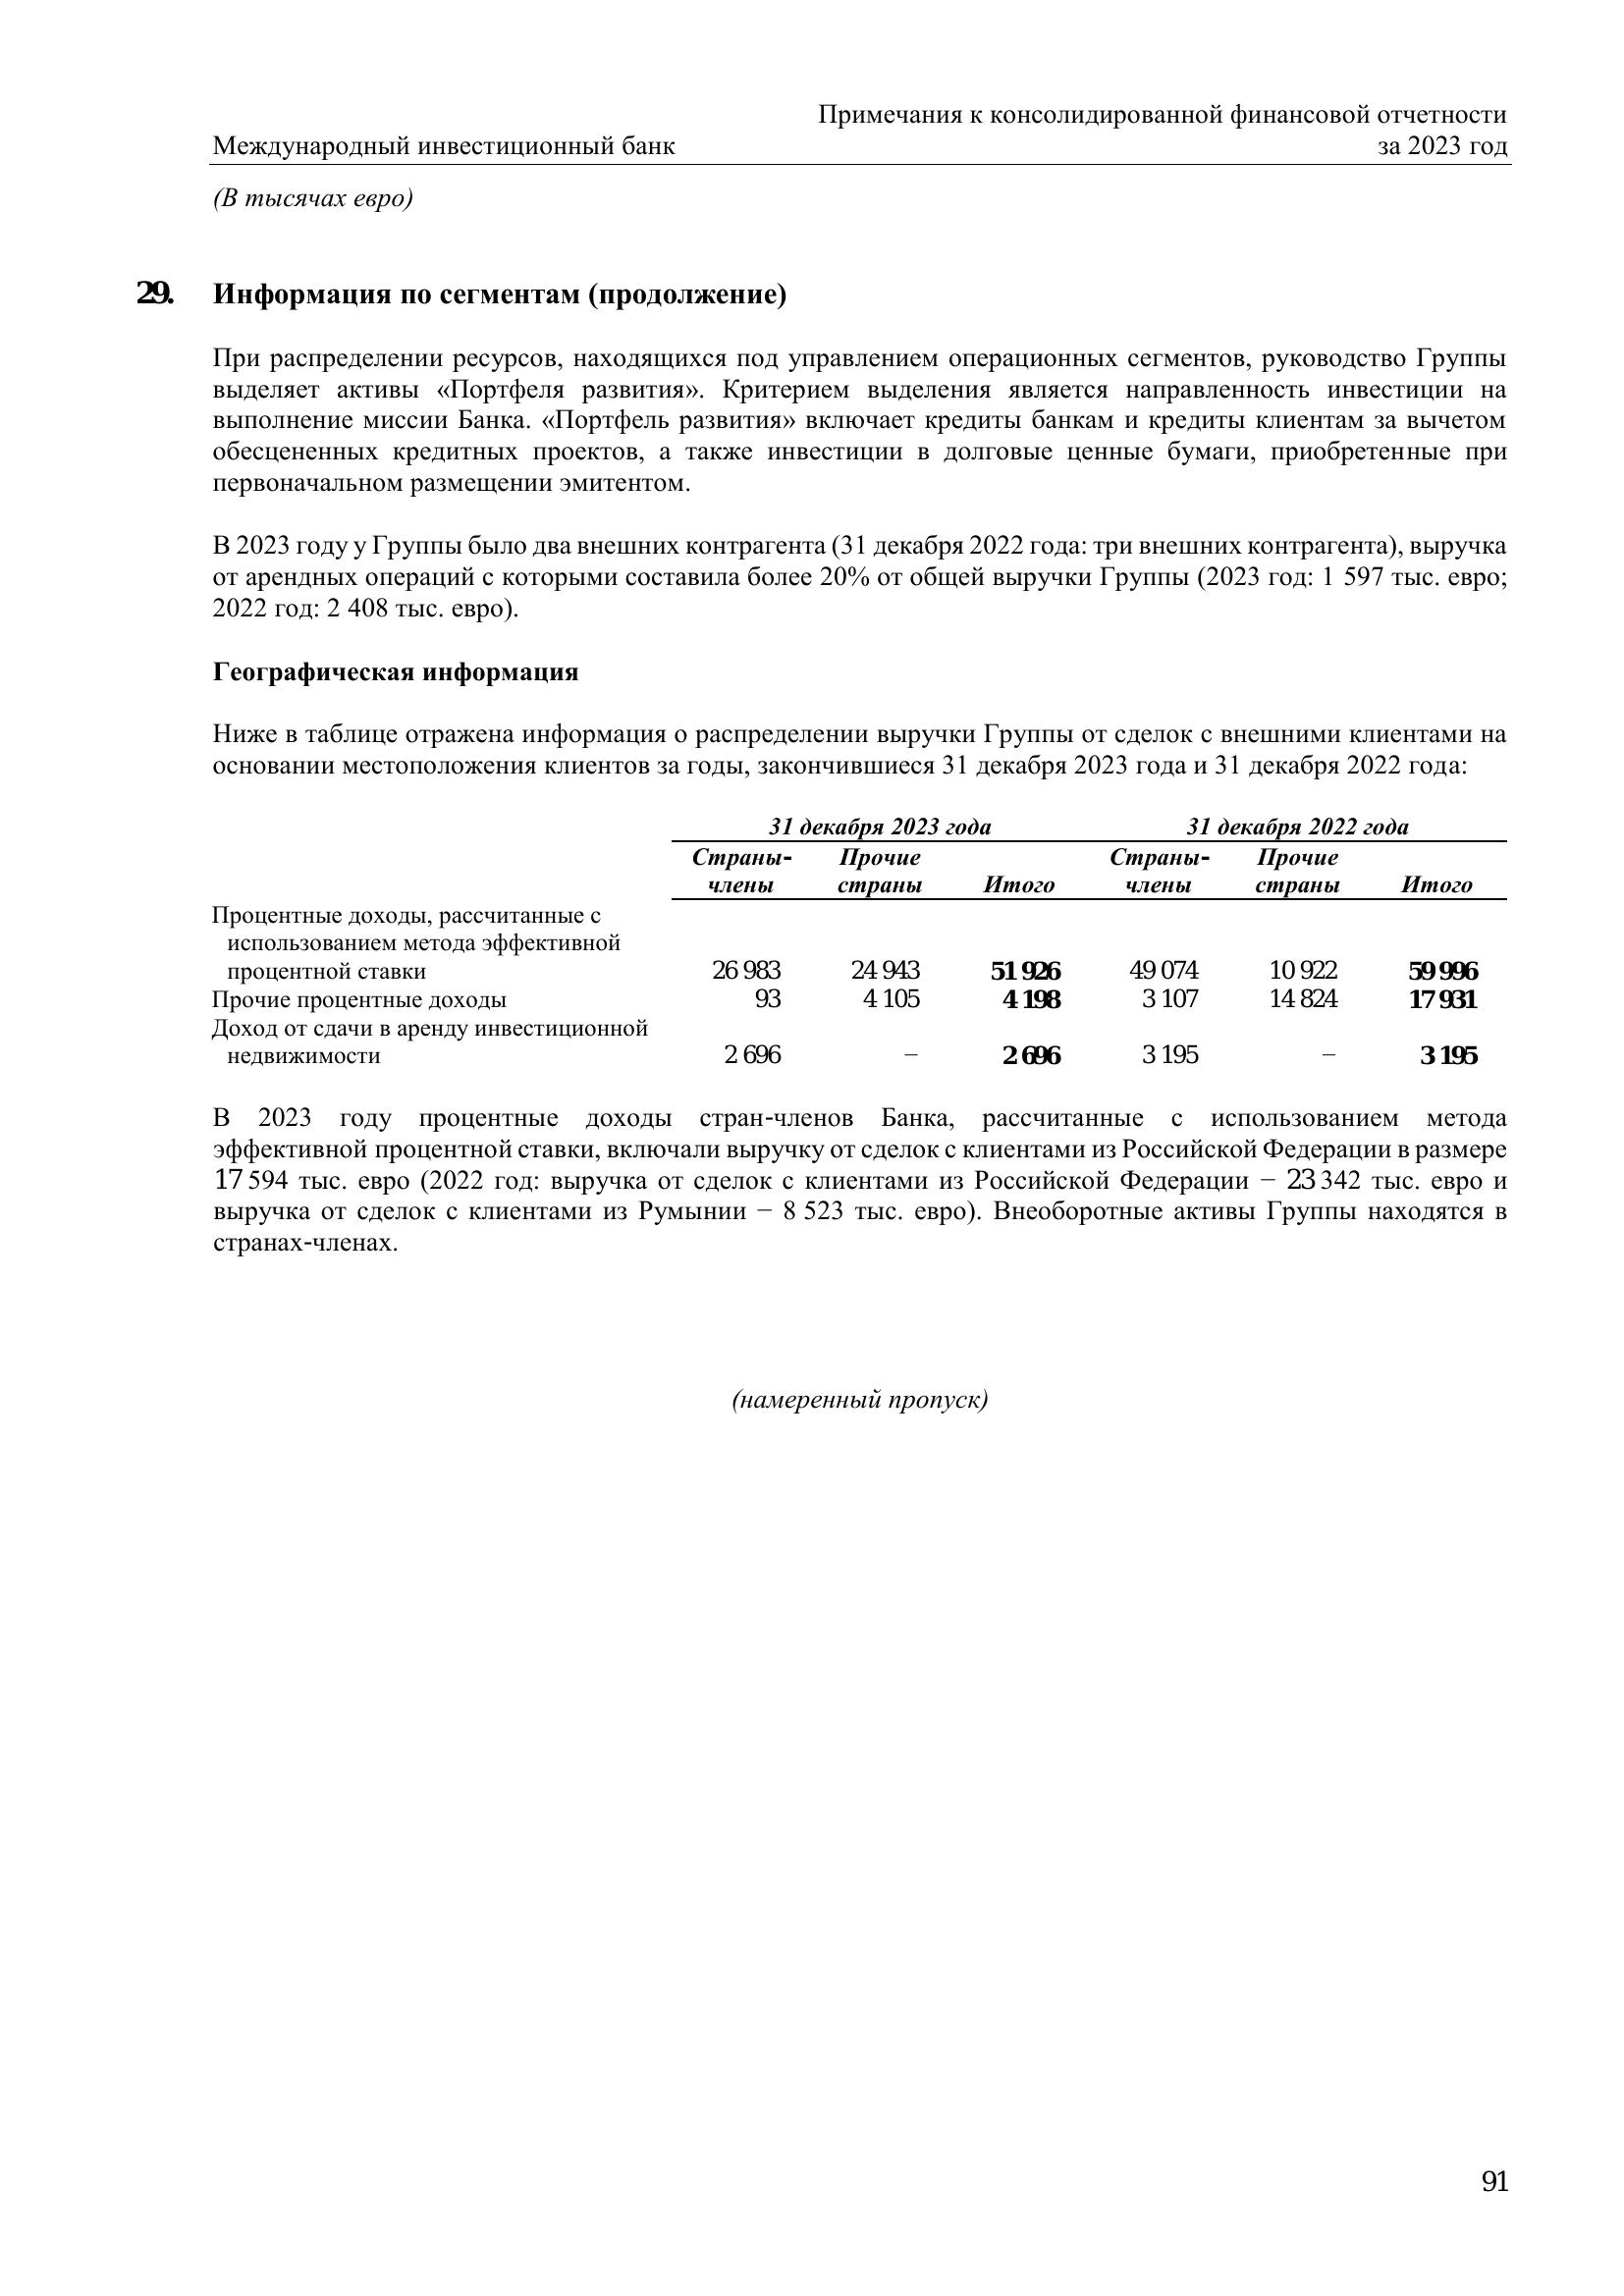 Примечания к консолидированной финансовой отчетности
Международный инвестиционный банк за 2023 год
(В тысячах евро)
29. Информация по сегментам (продолжение)
При распределении ресурсов, находящихся под управлением операционных сегментов, руководство Группы
выделяет активы «Портфеля развития». Критерием выделения является направленность инвестиции на
выполнение миссии Банка. «Портфель развития» включает кредиты банкам и кредиты клиентам за вычетом
обесцененных кредитных проектов, а также инвестиции в долговые ценные бумаги, приобретенные при
первоначальном размещении эмитентом.
В 2023 году у Группы было два внешних контрагента (31 декабря 2022 года: три внешних контрагента), выручка
от арендных операций с которыми составила более 20% от общей выручки Группы (2023 год: 1 597 тыс. евро;
2022 год: 2 408 тыс. евро).
Географическая информация
Ниже в таблице отражена информация о распределении выручки Группы от сделок с внешними клиентами на
основании местоположения клиентов за годы, закончившиеся 31 декабря 2023 года и 31 декабря 2022 года:
31 декабря 2023 года 31 декабря 2022 года
Страны- Прочие Страны- Прочие
члены страны Итого члены страны Итого
Процентные доходы, рассчитанные с
использованием метода эффективной
процентной ставки 26 983 24 943 51 926 49 074 10 922 59 996
Прочие процентные доходы 93 4 105 4 198 3 107 14 824 17 931
Доход от сдачи в аренду инвестиционной
недвижимости 2 696 – 2 696 3 195 – 3 195
В 2023 году процентные доходы стран-членов Банка, рассчитанные с использованием метода
эффективной процентной ставки, включали выручку от сделок с клиентами из Российской Федерации в размере
17 594 тыс. евро (2022 год: выручка от сделок с клиентами из Российской Федерации − 23 342 тыс. евро и
выручка от сделок с клиентами из Румынии − 8 523 тыс. евро). Внеоборотные активы Группы находятся в
странах-членах.
(намеренный пропуск)
91